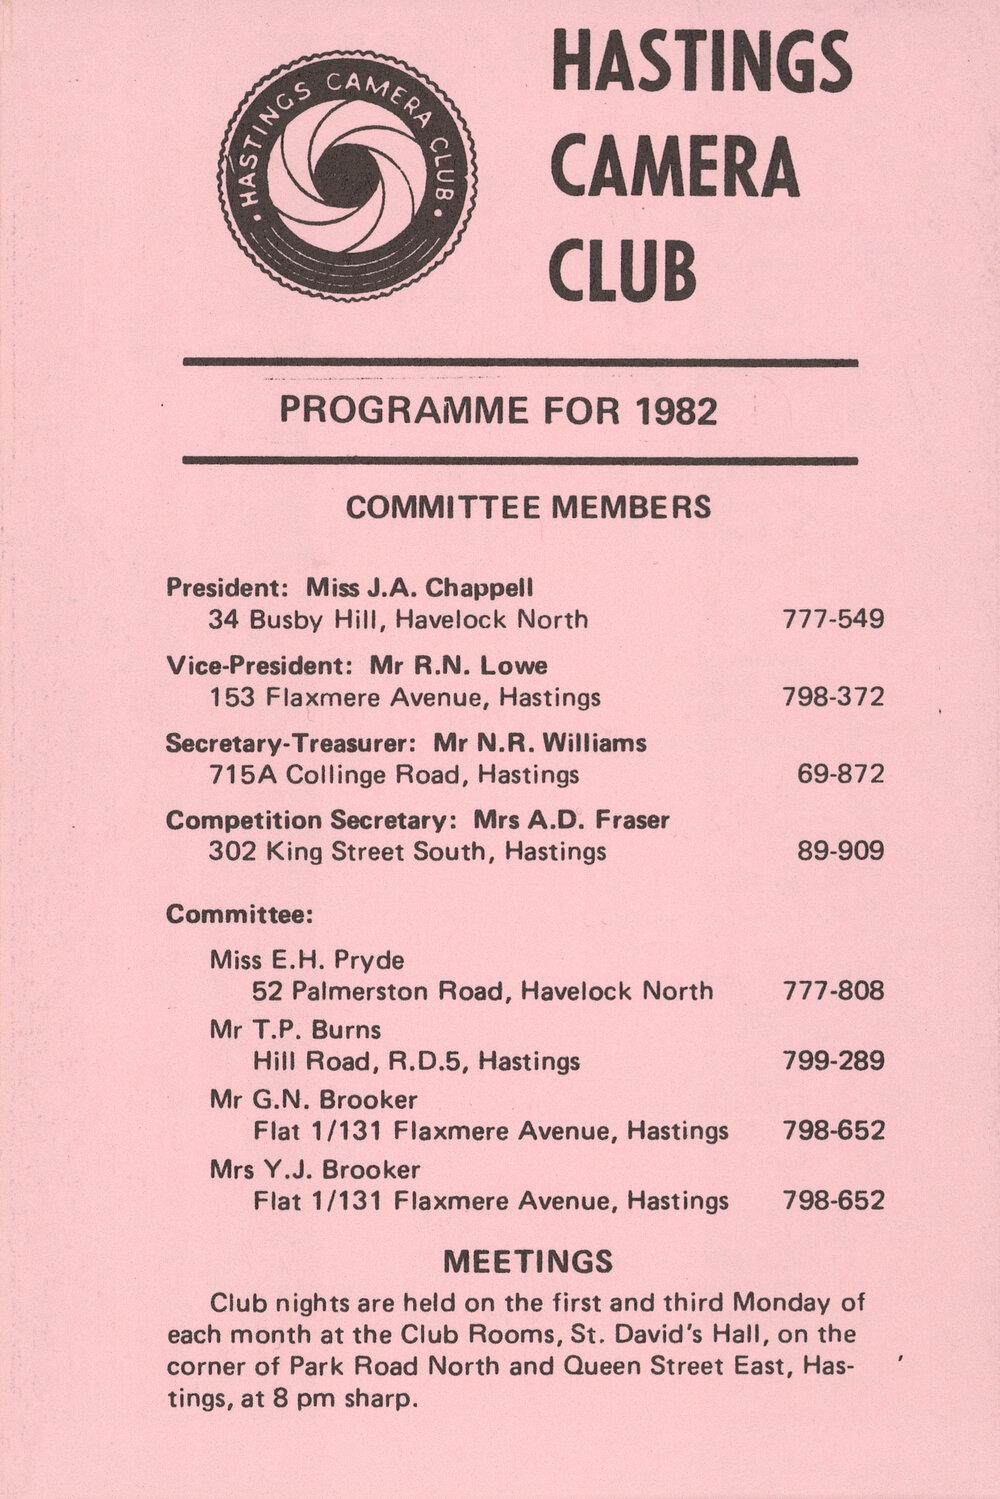 · HASTINGS CAMERA CLUB ·
HASTINGS
CAMERA
CLUB
PROGRAMME FOR 1982
COMMITTEE MEMBERS
President: Miss J.A. Chappell
34 Busby Hill, Havelock North 777-549
Vice-President: Mr R.N. Lowe
153 Flaxmere Avenue, Hastings 798-372
Secretary-Treasurer: Mr N.R. Williams
715A Collinge Road, Hastings 69-872
Competition Secretary: Mrs A.D. Fraser
302 King Street South, Hastings 89-909
Committee:
Miss E.H. Pryde
52 Palmerston Road, Havelock North 777-808
Mr T.P. Burns
Hill Road, R.D.5, Hastings 799-289
Mr G.N. Brooker
Flat 1/131 Flaxmere Avenue, Hastings 798-652
Mrs Y.J. Brooker
Flat 1/131 Flaxmere Avenue, Hastings 798-652
MEETINGS
Club nights are held on the first and third Monday of
each month at the Club Rooms, St. David's Hall, on the
corner of Park Road North and Queen Street East, Has-
tings, at 8 pm sharp.